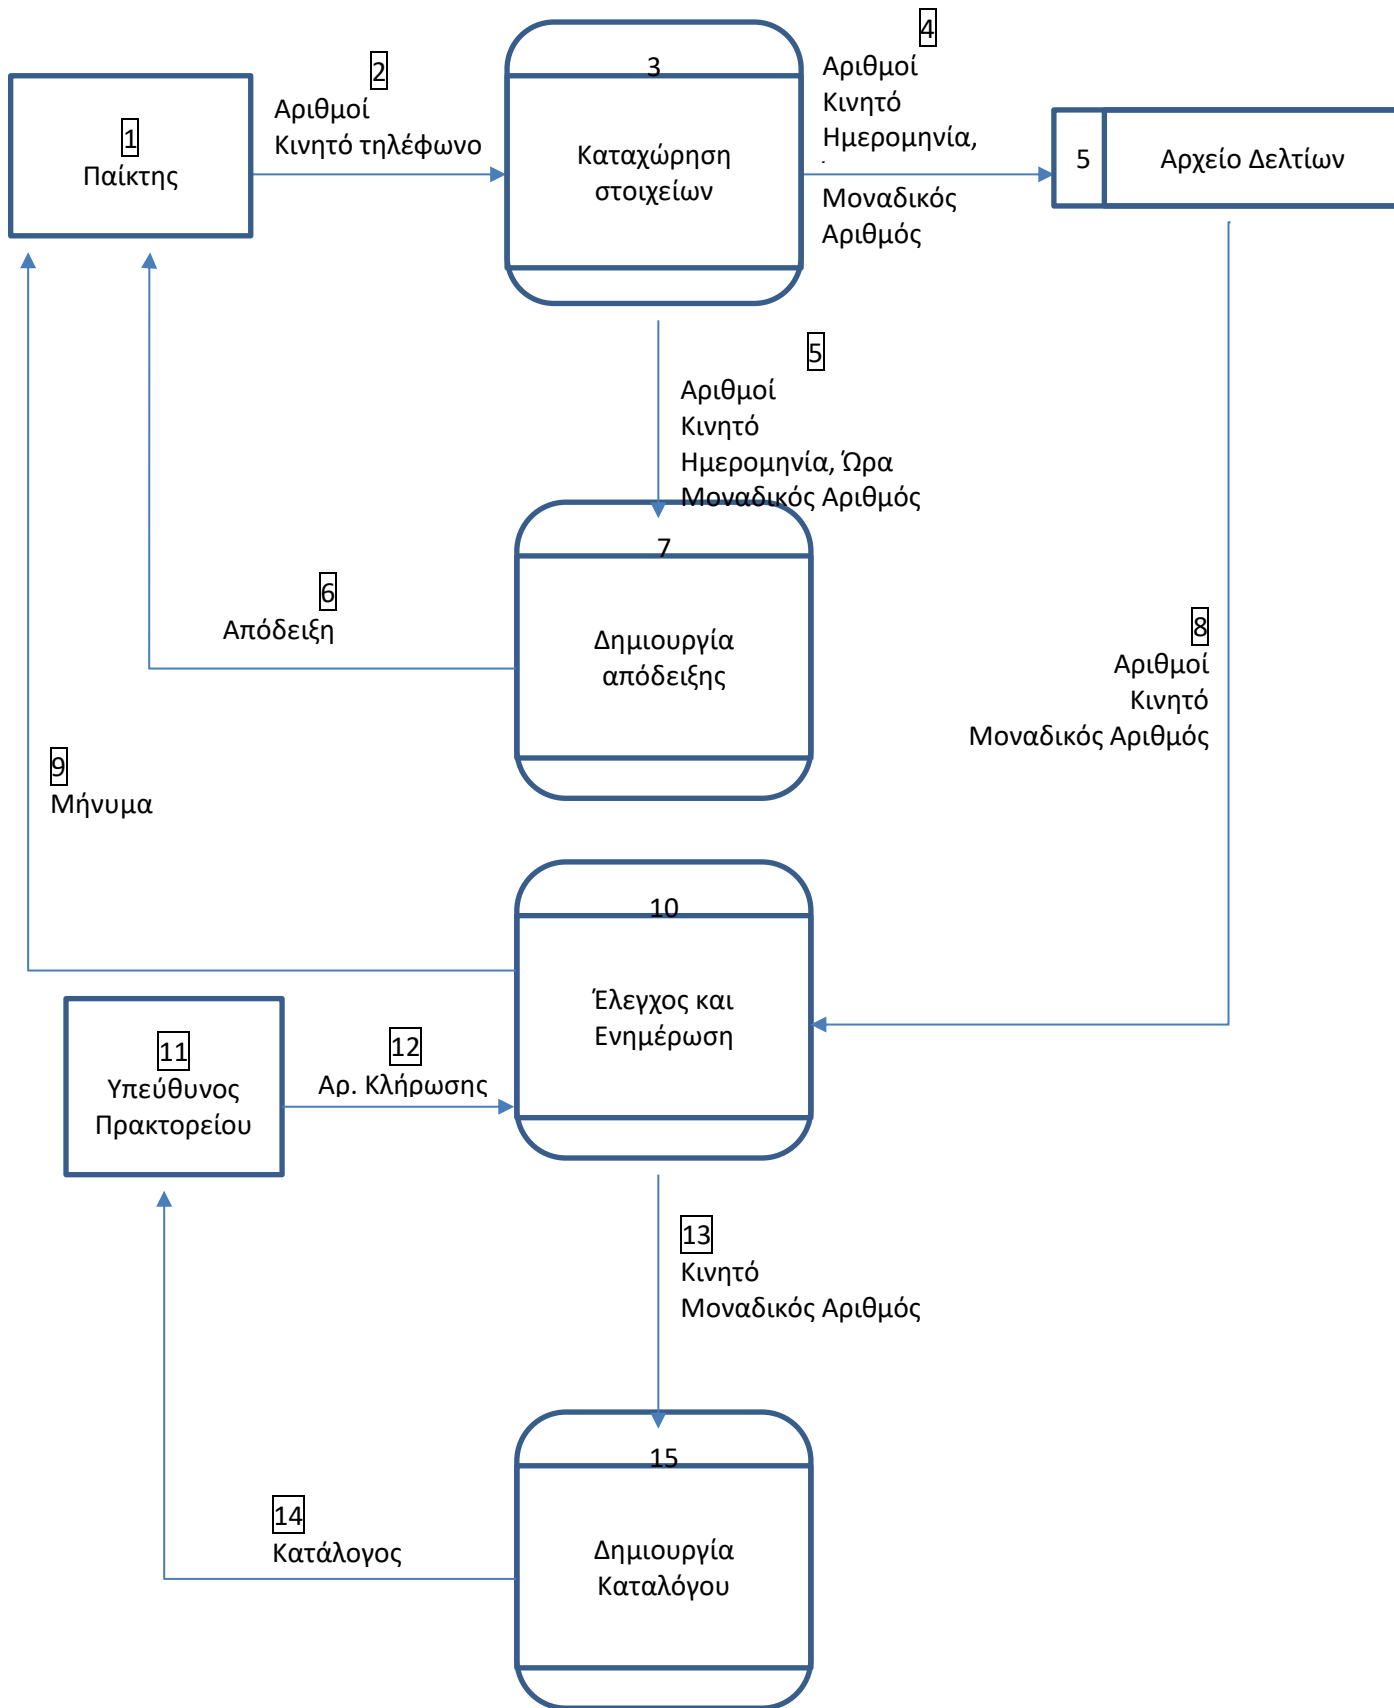 1
Παίκτης
2
Αριθμοί
Κινητό τηλέφωνο
3
Καταχώρηση
στοιχείων
4
Αριθμοί
Κινητό
Ημερομηνία,
Μοναδικός
Αριθμός
5
Αρχείο Δελτίων
5
Αριθμοί
Κινητό
Ημερομηνία, Ώρα
Μοναδικός Αριθμός
7
Δημιουργία
απόδειξης
6
Απόδειξη
8
Αριθμοί
Κινητό
Μοναδικός Αριθμός
9
Μήνυμα
10
Έλεγχος και
Ενημέρωση
11
Υπεύθυνος
Πρακτορείου
12
Αρ. Κλήρωσης
13
Κινητό
Μοναδικός Αριθμός
15
Δημιουργία
Καταλόγου
14
Κατάλογος